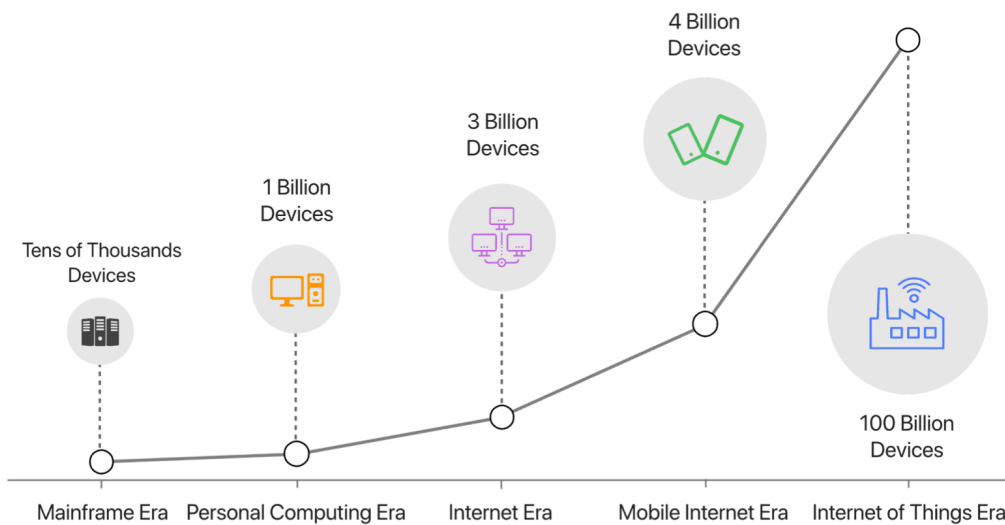 4 Billion
Devices
3 Billion
Devices
1 Billion
Devices
Tens of Thousands
Devices
100 Billion
Devices
Mainframe Era
Personal Computing Era
Internet Era
Mobile Internet Era
Internet of Things Era